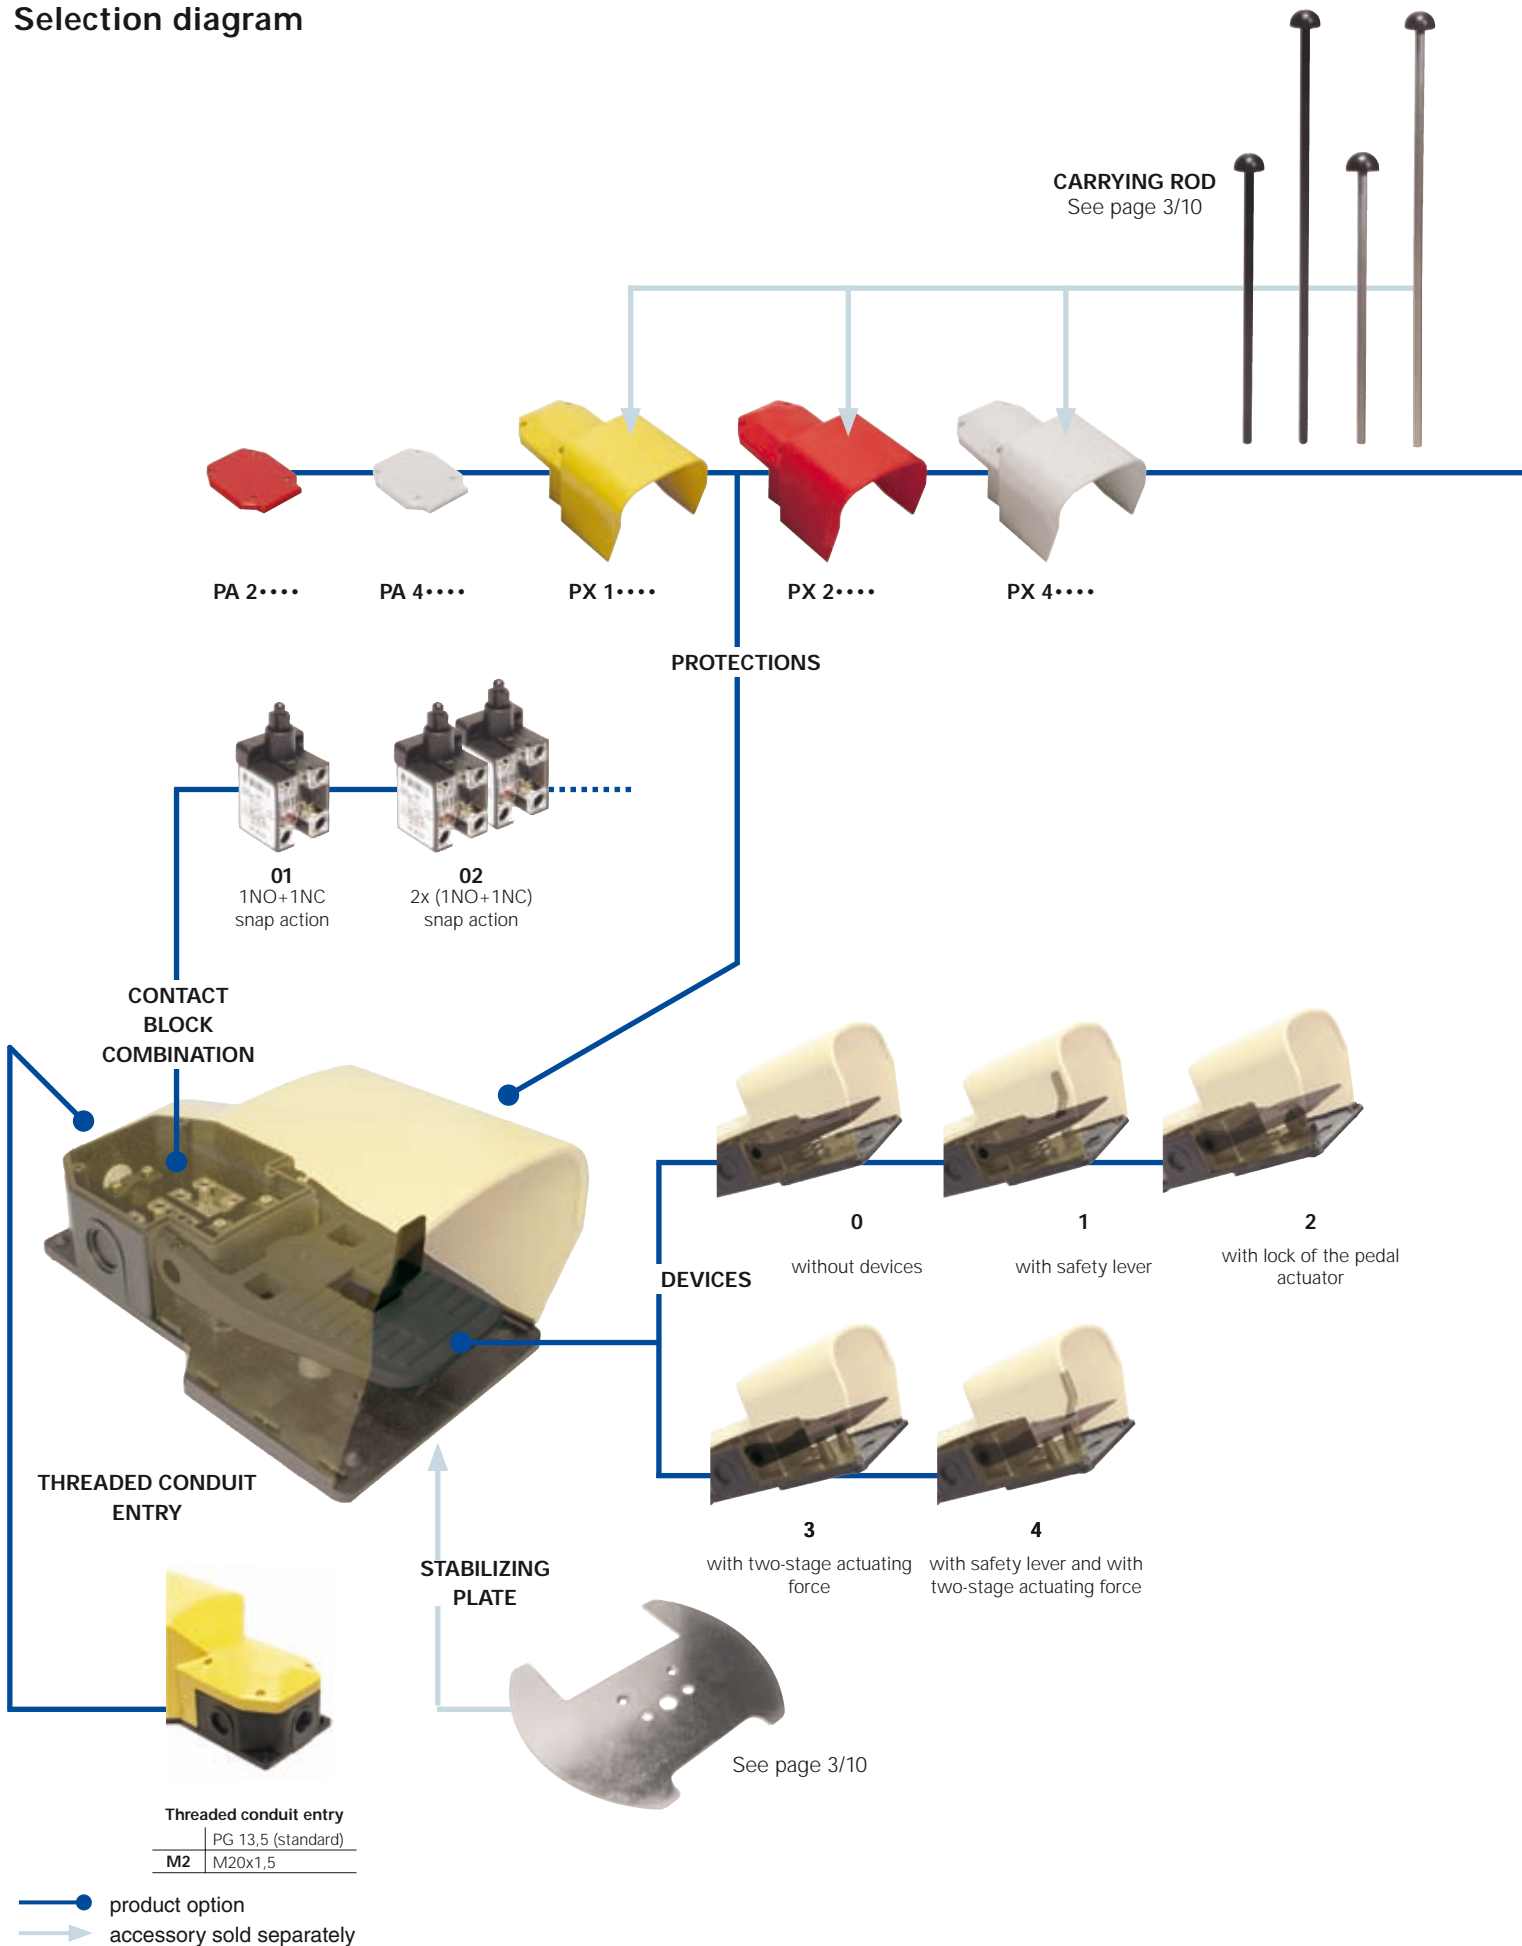 Selection diagram
CARRYING ROD
See page 3/10
PA 2•••• PA 4•••• PX 1•••• PX 2•••• PX 4••••
PROTECTIONS
01
1NO+1NC
snap action
02
2x (1NO+1NC)
snap action
CONTACT
BLOCK
COMBINATION
0
without devices
1
with safety lever
2
with lock of the pedal
actuator
DEVICES
3
with two-stage actuating
force
4
with safety lever and with
two-stage actuating force
THREADED CONDUIT
ENTRY
STABILIZING
PLATE
See page 3/10
Threaded conduit entry
PG 13,5 (standard)
M2 M20x1,5
product option
accessory sold separately